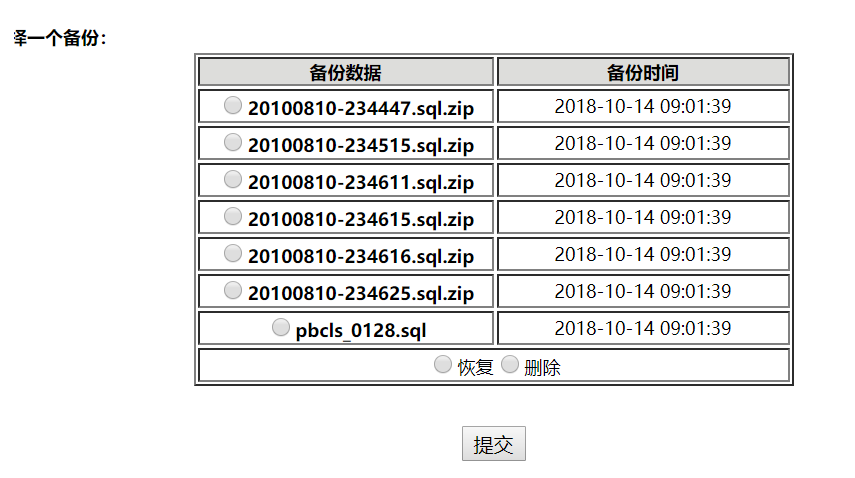 择一个备份：
备份数据 备份时间
20100810-234447.sql.zip 2018-10-14 09:01:39
20100810-234515.sql.zip 2018-10-14 09:01:39
20100810-234611.sql.zip 2018-10-14 09:01:39
20100810-234615.sql.zip 2018-10-14 09:01:39
20100810-234616.sql.zip 2018-10-14 09:01:39
20100810-234625.sql.zip 2018-10-14 09:01:39
pbcls_0128.sql 2018-10-14 09:01:39
恢复 删除
提交